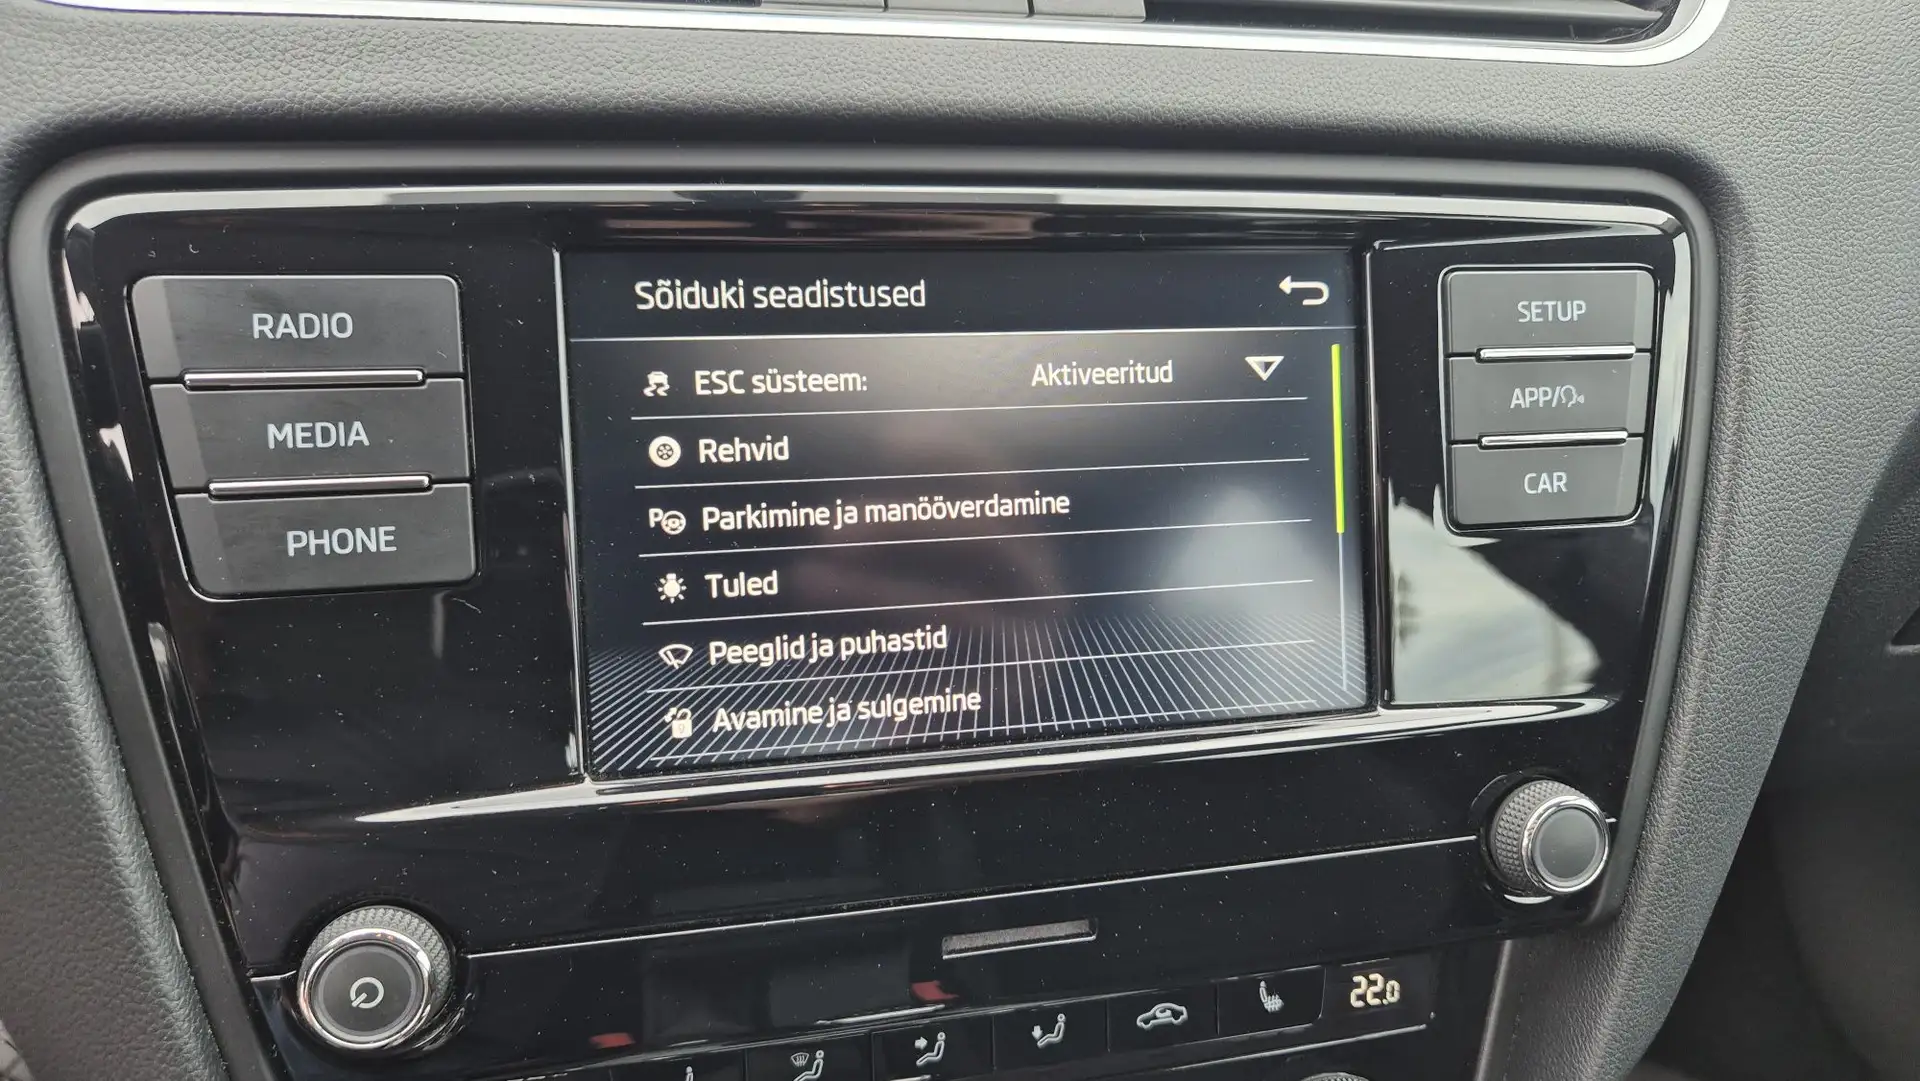 RADIO
MEDIA
PHONE
Sõiduki seadistused
ESC süsteem: Aktiveeritud
Rehvid
Parkimine ja manööverdamine
Tuled
Peeglid ja puhastid
Avamine ja sulgemine
SETUP
APP/
CAR
22.0